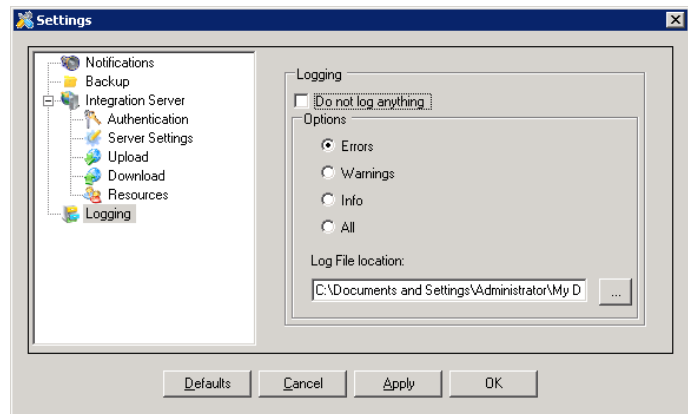 Settings
Notifications
Backup
Integration Server
Authentication
Server Settings
Upload
Download
Resources
Logging
Logging
Do not log anything
Options
Errors
Warnings
Info
All
Log File location:
C:\Documents and Settings\Administrator\My D
...
Defaults
Cancel
Apply
OK